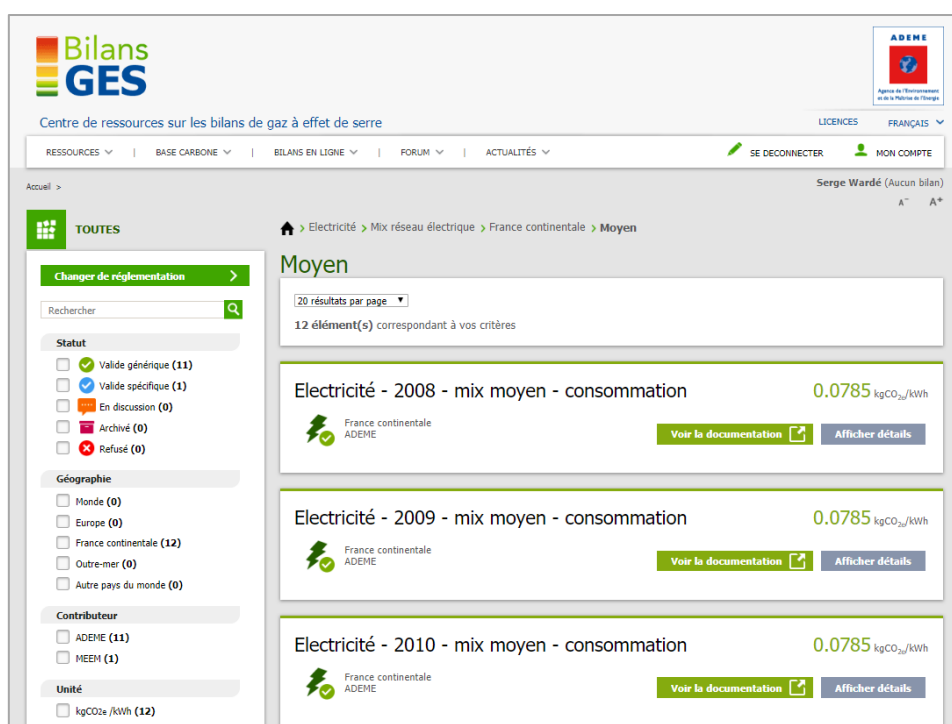 Bilans
GES
ADEME
Agence de l'Environnement
et de la Maîtrise de l'Energie
Centre de ressources sur les bilans de gaz à effet de serre
LICENCES FRANÇAIS
RESSOURCES | BASE CARBONE | BILANS EN LIGNE | FORUM | ACTUALITÉS SE DECONNECTER MON COMPTE
Accueil >
Serge Wardé (Aucun bilan)
A⁻ A⁺
TOUTES
> Electricité > Mix réseau électrique > France continentale > Moyen
Changer de réglementation >
Rechercher
Statut
Valide générique (11)
Valide spécifique (1)
En discussion (0)
Archivé (0)
Refusé (0)
Géographie
Monde (0)
Europe (0)
France continentale (12)
Outre-mer (0)
Autre pays du monde (0)
Contributeur
ADEME (11)
MEEM (1)
Unité
kgCO2e /kWh (12)
Moyen
20 résultats par page
12 élément(s) correspondant à vos critères
Electricité - 2008 - mix moyen - consommation 0.0785 kgCO₂ₑ/kWh
France continentale
ADEME
Voir la documentation Afficher détails
Electricité - 2009 - mix moyen - consommation 0.0785 kgCO₂ₑ/kWh
France continentale
ADEME
Voir la documentation Afficher détails
Electricité - 2010 - mix moyen - consommation 0.0785 kgCO₂ₑ/kWh
France continentale
ADEME
Voir la documentation Afficher détails